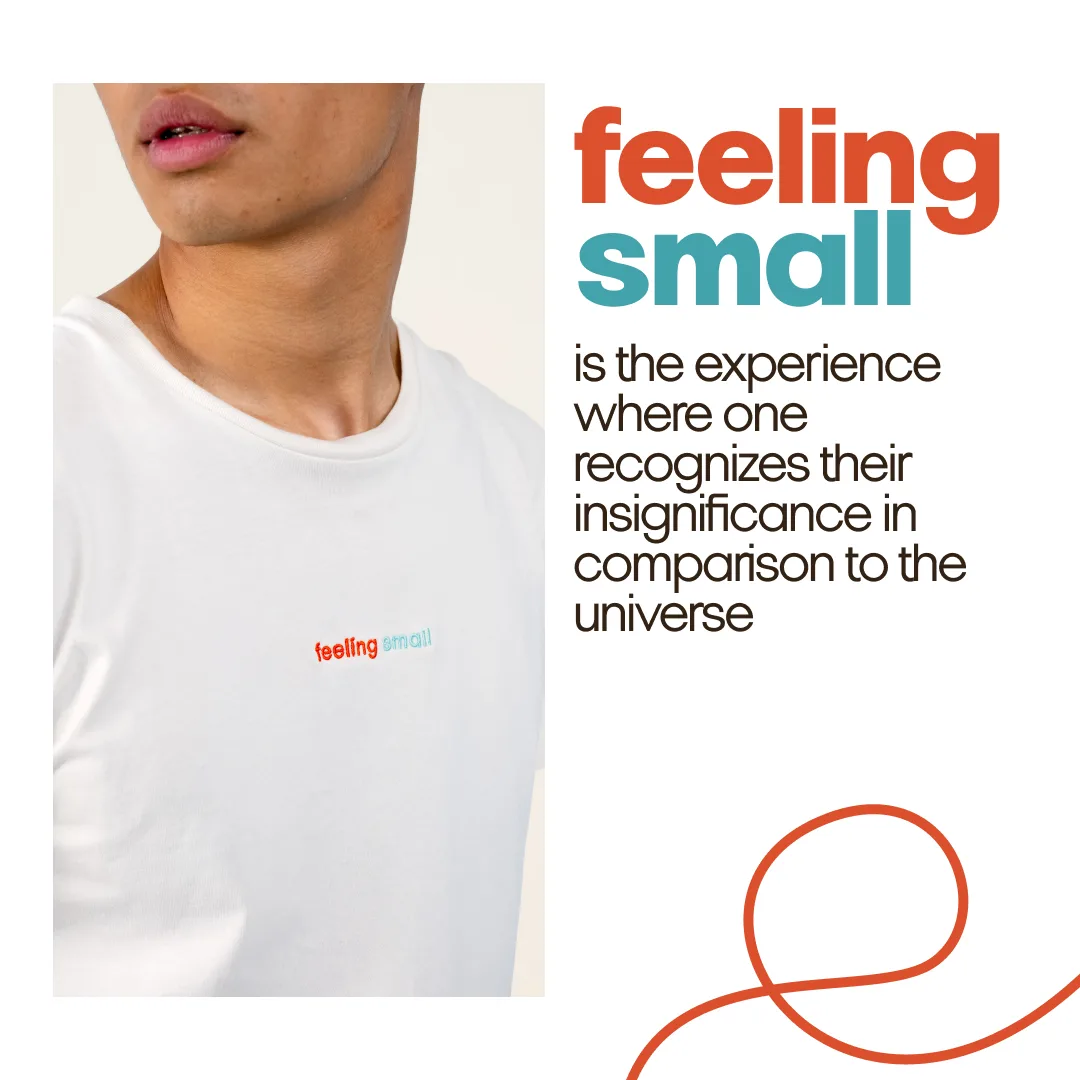 feeling small
feeling
small
is the experience
where one
recognizes their
insignificance in
comparison to the
universe